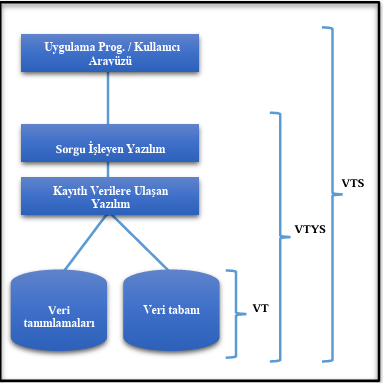 Uygulama Prog. / Kullanıcı
Aravüzü
Sorgu İşleyen Yazılım
Kayıtlı Verilere Ulaşan
Yazılım
Veri
tanımlamaları
Veri tabanı
VT
VTYS
VTS